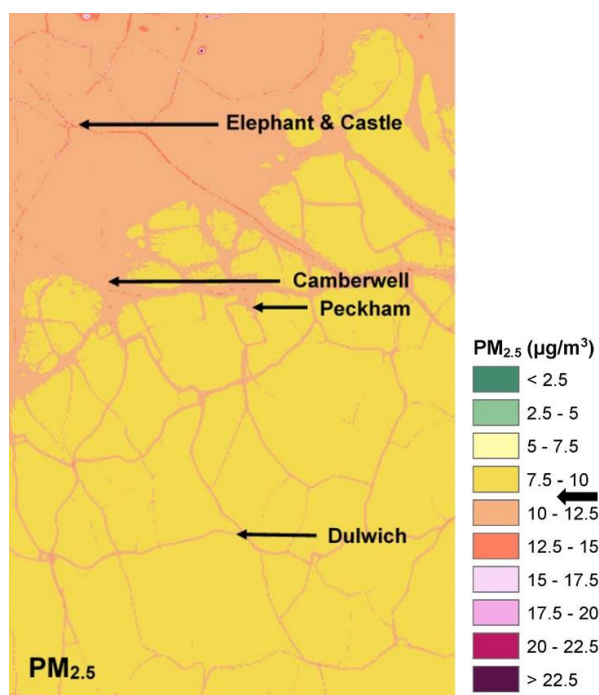 Elephant & Castle
Camberwell
Peckham
Dulwich
PM₂.₅
PM₂.₅ (µg/m³)
< 2.5
2.5 - 5
5 - 7.5
7.5 - 10
10 - 12.5
12.5 - 15
15 - 17.5
17.5 - 20
20 - 22.5
> 22.5